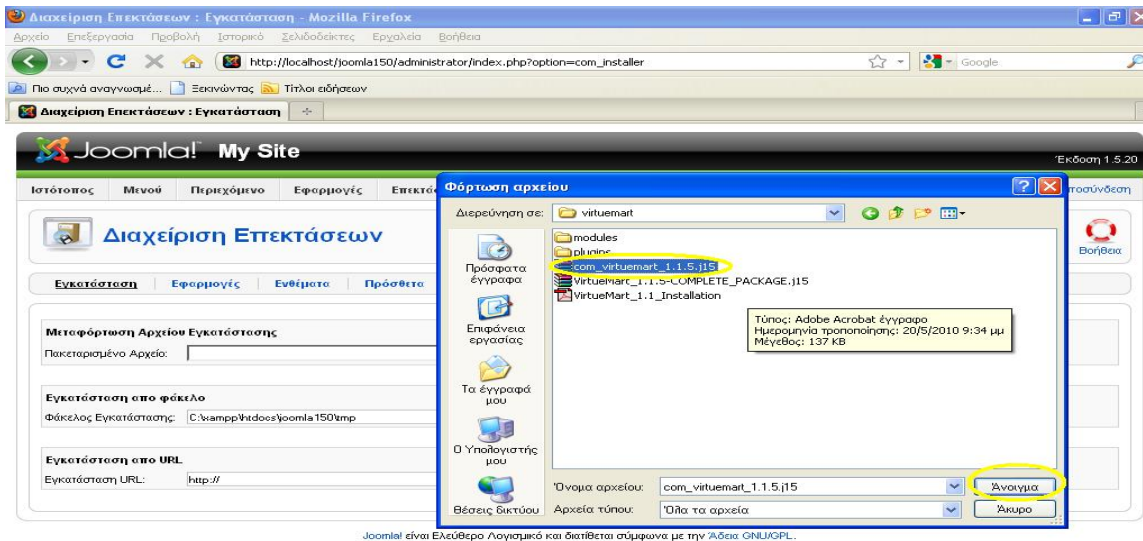 Διαχείριση Επεκτάσεων : Εγκατάσταση - Mozilla Firefox
Αρχείο Επεξεργασία Προβολή Ιστορικό Σελιδοδείκτες Εργαλεία Βοήθεια
http://localhost/joomla150/administrator/index.php?option=com_installer
Google
Πιο συχνά αναγνωσμέ... Ξεκινώντας Τίτλοι ειδήσεων
Διαχείριση Επεκτάσεων : Εγκατάσταση
Joomla! My Site
Έκδοση 1.5.20
Ιστότοπος Μενού Περιεχόμενο Εφαρμογές
Διαχείριση Επεκτάσεων
Βοήθεια
Εγκατάσταση Εφαρμογές Ενθέματα Πρόσθετα
Μεταφόρτωση Αρχείου Εγκατάστασης
Πακεταρισμένο Αρχείο:
Εγκατάσταση απο φάκελο
Φάκελος Εγκατάστασης: C:\xampp\htdocs\joomla150\tmp
Εγκατάσταση απο URL
Εγκατάσταση URL: http://
Φόρτωση αρχείου
Διερεύνηση σε: virtuemart
Πρόσφατα έγγραφα
Επιφάνεια εργασίας
Τα έγγραφά μου
Ο Υπολογιστής μου
Θέσεις δικτύου
modules
plugins
com_virtuemart_1.1.5.j15
VirtueMart_1.1.5-COMPLETE_PACKAGE.j15
VirtueMart_1.1_Installation
Τύπος: Adobe Acrobat έγγραφο
Ημερομηνία τροποποίησης: 20/5/2010 9:34 μμ
Μέγεθος: 137 KB
Όνομα αρχείου: com_virtuemart_1.1.5.j15 Άνοιγμα
Αρχεία τύπου: Όλα τα αρχεία Άκυρο
Joomla! είναι Ελεύθερο Λογισμικό και διατίθεται σύμφωνα με την Άδεια GNU/GPL.